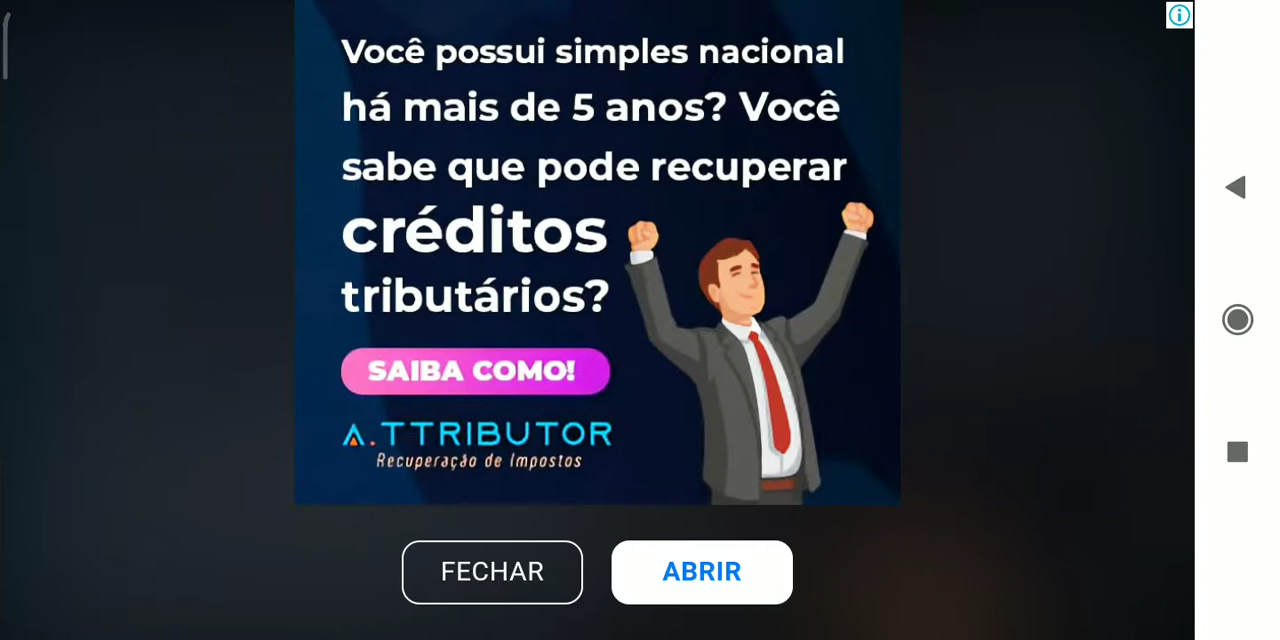 Você possui simples nacional
há mais de 5 anos? Você
sabe que pode recuperar
créditos
tributários?
SAIBA COMO!
A.TTRIBUTOR
Recuperação de Impostos
FECHAR
ABRIR